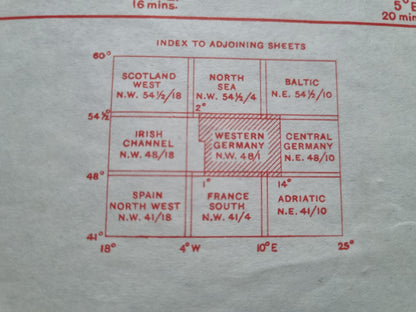 16 mins.
5° E
20 min
INDEX TO ADJOINING SHEETS
60°
SCOTLAND
WEST
N.W. 54½/18
NORTH
SEA
N.W. 54½/4
BALTIC
N.E. 54½/10
2°
54½°
IRISH
CHANNEL
N.W. 48/18
WESTERN
GERMANY
N.W. 48/1
CENTRAL
GERMANY
N.E. 48/10
48°
1°
14°
SPAIN
NORTH WEST
N.W. 41/18
FRANCE
SOUTH
N.W. 41/4
ADRIATIC
N.E. 41/10
41°
18°
4°W
10°E
25°